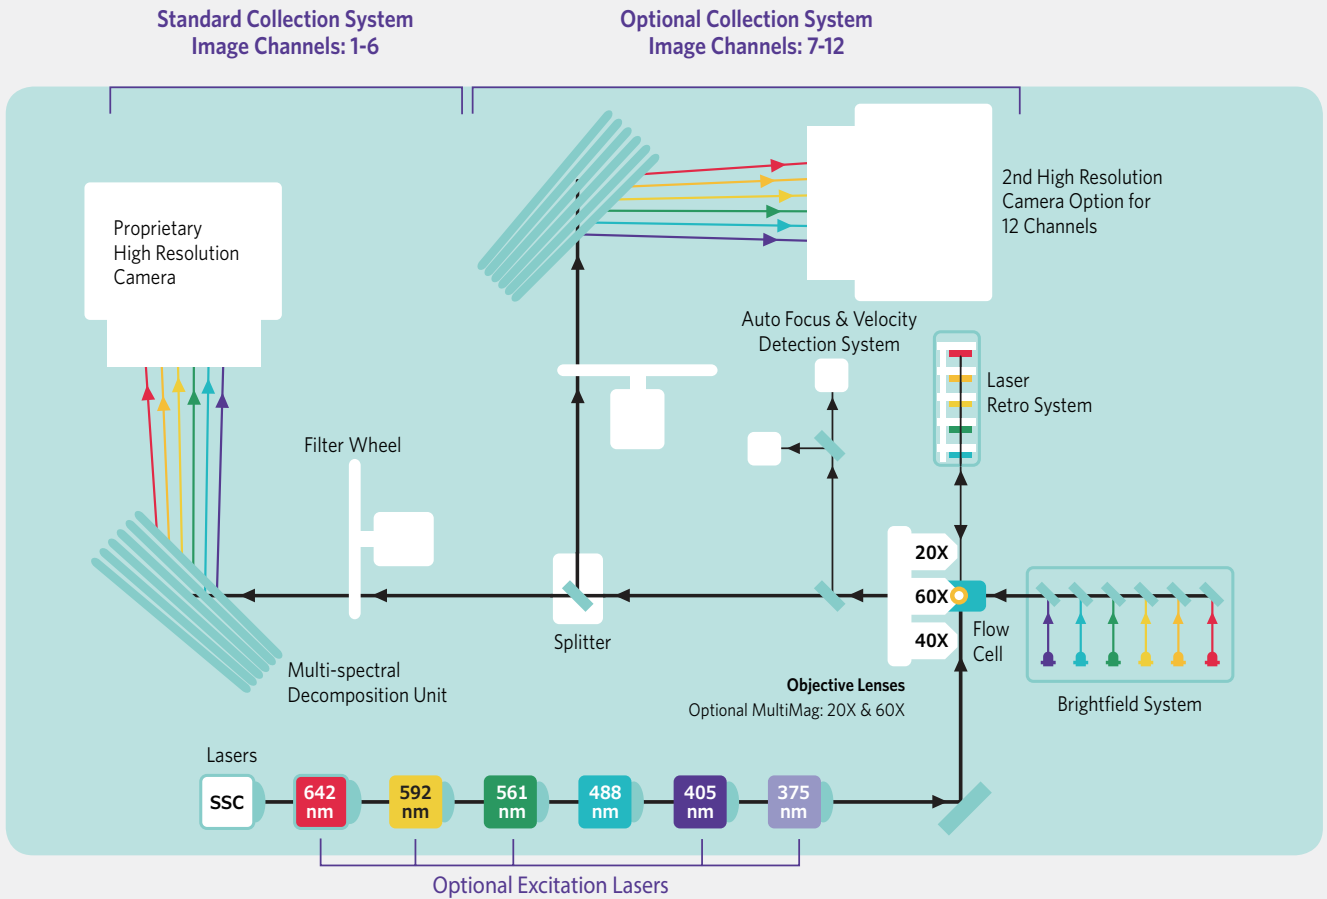 Standard Collection System
Image Channels: 1-6
Optional Collection System
Image Channels: 7-12
Proprietary
High Resolution
Camera
2nd High Resolution
Camera Option for
12 Channels
Auto Focus & Velocity
Detection System
Laser
Retro System
Filter Wheel
20X
60X
40X
Splitter
Flow
Cell
Multi-spectral
Decomposition Unit
Objective Lenses
Optional MultiMag: 20X & 60X
Brightfield System
Lasers
SSC
642
nm
592
nm
561
nm
488
nm
405
nm
375
nm
Optional Excitation Lasers